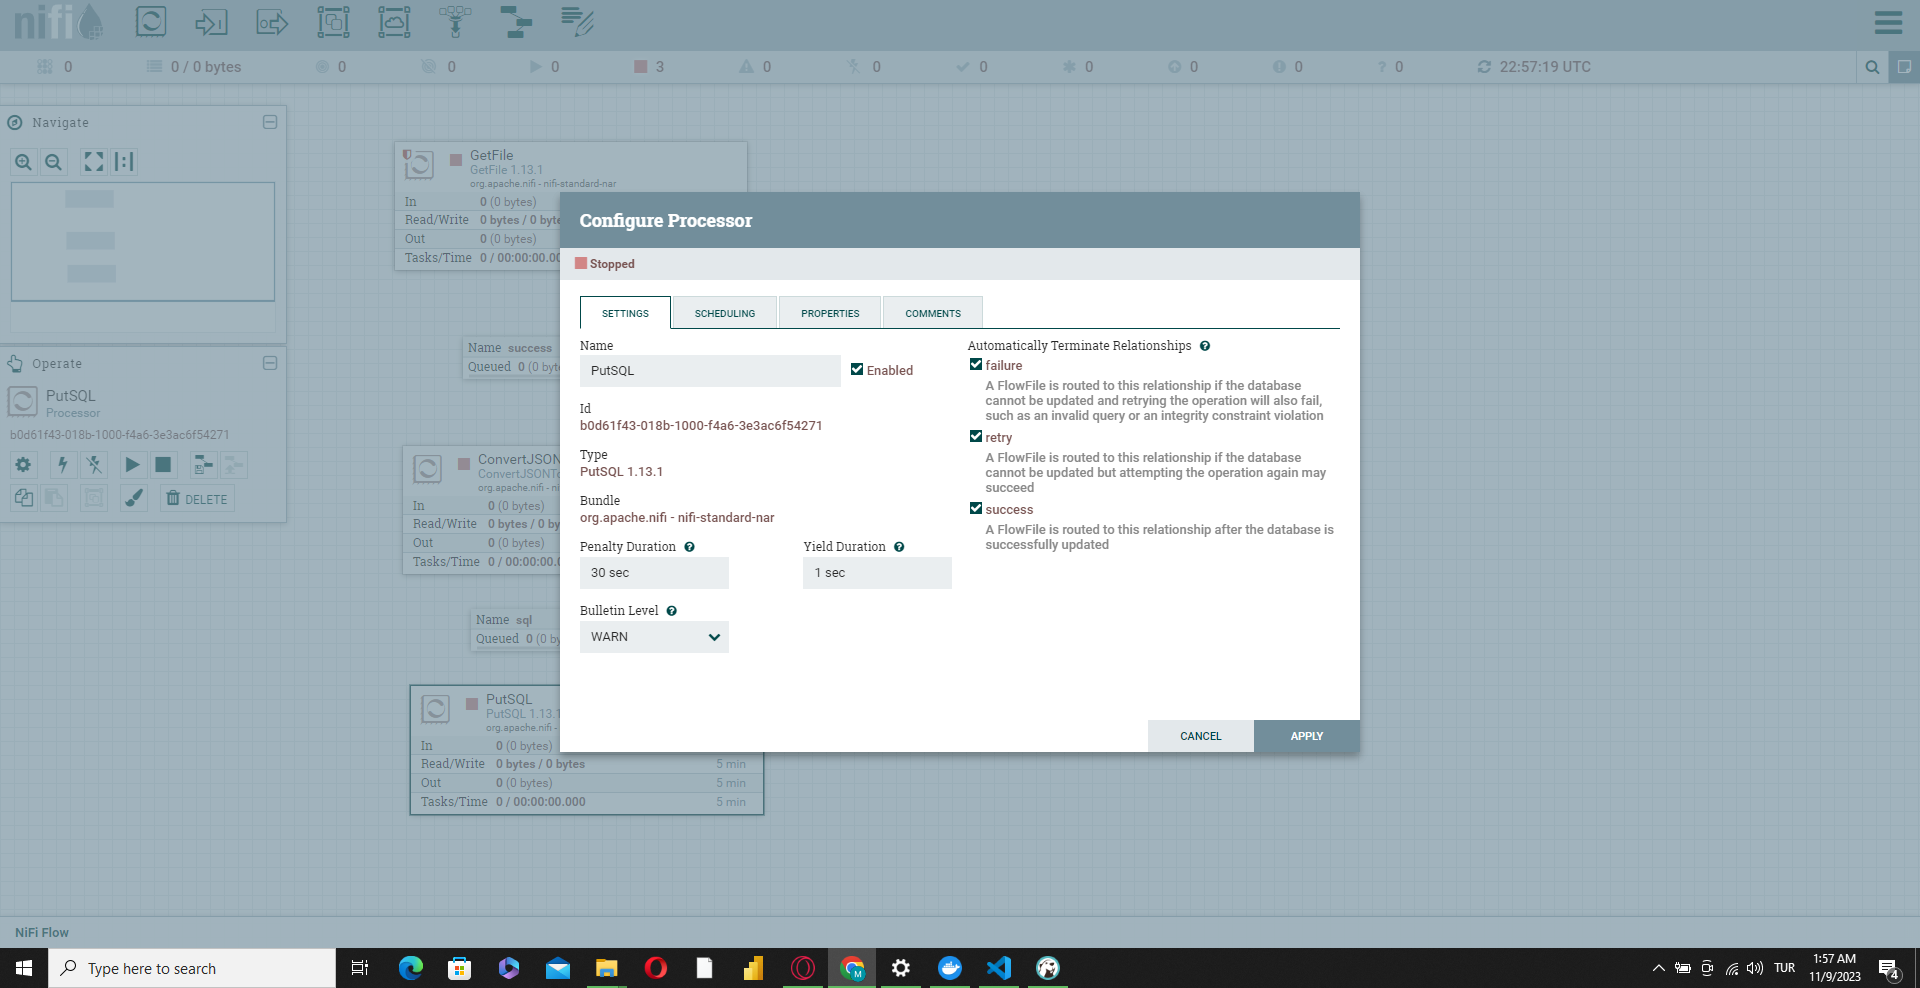 nifi
0
0 / 0 bytes
0
0
0
3
0
0
0
0
0
0
0
22:57:19 UTC
Navigate
Operate
PutSQL
Processor
b0d61f43-018b-1000-f4a6-3e3ac6f54271
DELETE
GetFile
GetFile 1.13.1
org.apache.nifi - nifi-standard-nar
In 0 (0 bytes)
Read/Write 0 bytes / 0 byte
Out 0 (0 bytes)
Tasks/Time 0 / 00:00:00.00
Name success
Queued 0 (0 byt
ConvertJSON
ConvertJSONTo
org.apache.nifi - ni
In 0 (0 bytes)
Read/Write 0 bytes / 0 by
Out 0 (0 bytes)
Tasks/Time 0 / 00:00:00.0
Name sql
Queued 0 (0 by
PutSQL
PutSQL 1.13.1
org.apache.nifi -
In 0 (0 bytes)
Read/Write 0 bytes / 0 bytes 5 min
Out 0 (0 bytes) 5 min
Tasks/Time 0 / 00:00:00.000 5 min
Configure Processor
Stopped
SETTINGS
SCHEDULING
PROPERTIES
COMMENTS
Name
PutSQL
Enabled
Id
b0d61f43-018b-1000-f4a6-3e3ac6f54271
Type
PutSQL 1.13.1
Bundle
org.apache.nifi - nifi-standard-nar
Penalty Duration
30 sec
Yield Duration
1 sec
Bulletin Level
WARN
Automatically Terminate Relationships
failure
A FlowFile is routed to this relationship if the database
cannot be updated and retrying the operation will also fail,
such as an invalid query or an integrity constraint violation
retry
A FlowFile is routed to this relationship if the database
cannot be updated but attempting the operation again may
succeed
success
A FlowFile is routed to this relationship after the database is
successfully updated
CANCEL
APPLY
NiFi Flow
Type here to search
M
TUR
1:57 AM
11/9/2023
4